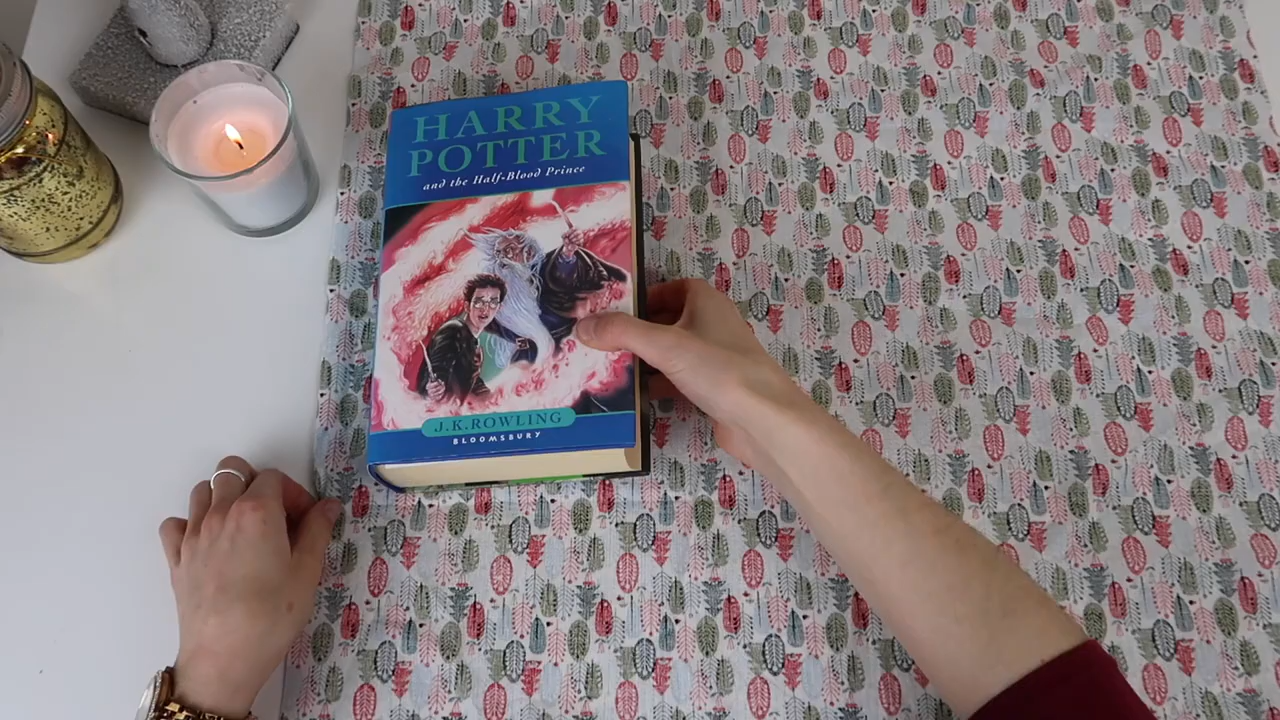 HARRY
POTTER
and the Half-Blood Prince
J.K.ROWLING
BLOOMSBURY